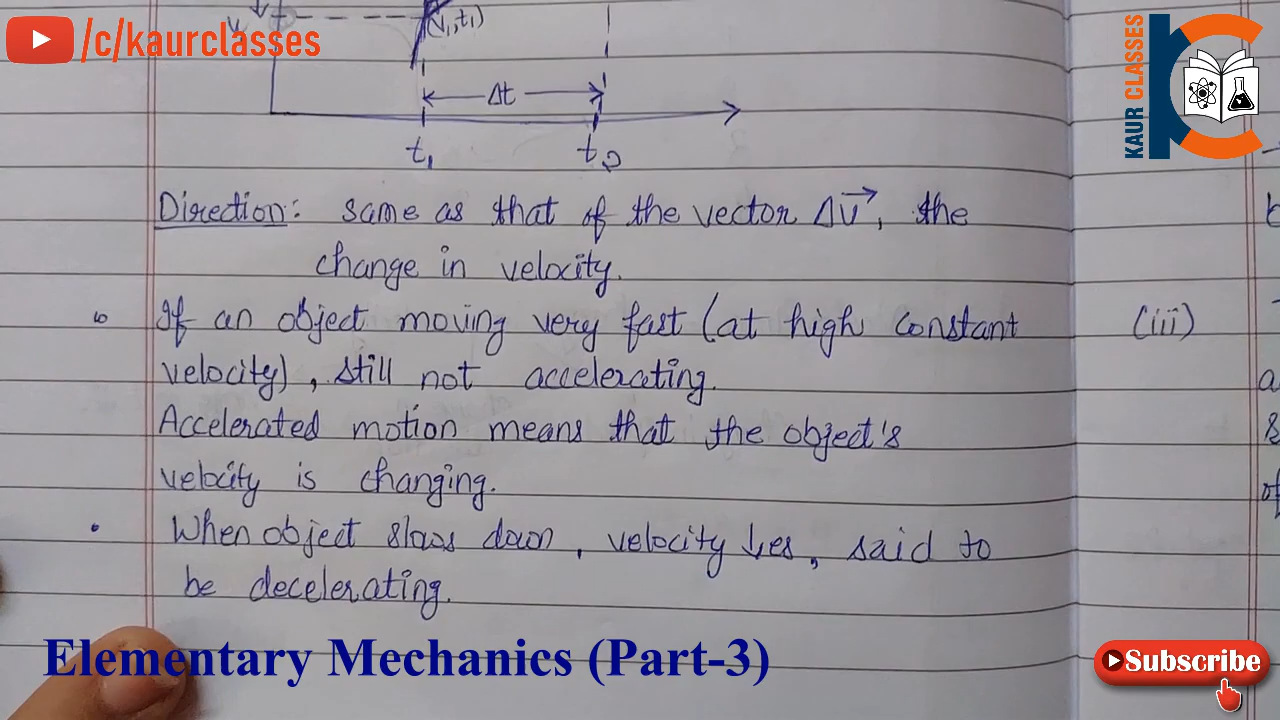 /c/kaurclasses
KAUR CLASSES
(v₁,t₁)
Δt
t₁ t₂
Direction: same as that of the vector Δv⃗, the
change in velocity.
If an object moving very fast (at high constant
velocity), still not accelerating.
(iii)
Accelerated motion means that the object's
velocity is changing.
• When object slows down, velocity ↓es, said to
be decelerating.
Elementary Mechanics (Part-3)
Subscribe